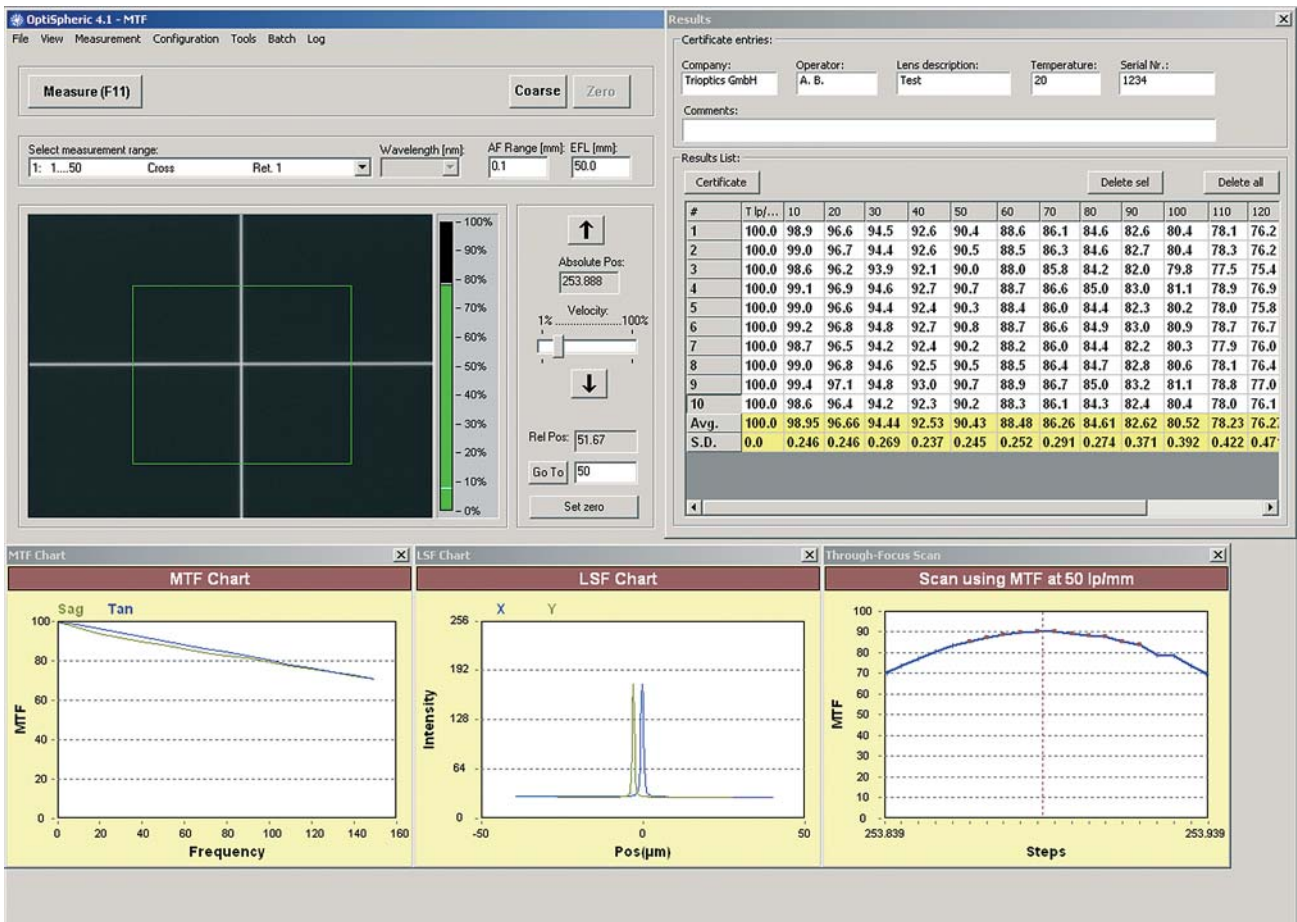 OptiSpheric 4.1 - MTF
File View Measurement Configuration Tools Batch Log
Measure (F11)
Coarse
Zero
Select measurement range:
Wavelength [nm]:
AF Range [mm]:
EFL [mm]:
1: 1....50 Cross Ret. 1
0.1
50.0
100%
90%
80%
70%
60%
50%
40%
30%
20%
10%
0%
Absolute Pos:
253.888
Velocity:
1% ......................100%
Rel Pos: 51.67
Go To 50
Set zero
Results
Certificate entries:
Company: Operator: Lens description: Temperature: Serial Nr.:
Trioptics GmbH A. B. Test 20 1234
Comments:
Results List:
Certificate
Delete sel
Delete all
# T lp/... 10 20 30 40 50 60 70 80 90 100 110 120
1 100.0 98.9 96.6 94.5 92.6 90.4 88.6 86.1 84.6 82.6 80.4 78.1 76.2
2 100.0 99.0 96.7 94.4 92.6 90.5 88.5 86.3 84.6 82.7 80.4 78.3 76.2
3 100.0 98.6 96.2 93.9 92.1 90.0 88.0 85.8 84.2 82.0 79.8 77.5 75.4
4 100.0 99.1 96.9 94.6 92.7 90.7 88.7 86.6 85.0 83.0 81.1 78.9 76.9
5 100.0 99.0 96.6 94.4 92.4 90.3 88.4 86.0 84.4 82.3 80.2 78.0 75.8
6 100.0 99.2 96.8 94.8 92.7 90.8 88.7 86.6 84.9 83.0 80.9 78.7 76.7
7 100.0 98.7 96.5 94.2 92.4 90.2 88.2 86.0 84.4 82.2 80.3 77.9 76.0
8 100.0 99.0 96.8 94.6 92.5 90.5 88.5 86.4 84.7 82.8 80.6 78.1 76.4
9 100.0 99.4 97.1 94.8 93.0 90.7 88.9 86.7 85.0 83.2 81.1 78.8 77.0
10 100.0 98.6 96.4 94.2 92.3 90.2 88.3 86.1 84.3 82.4 80.4 78.0 76.1
Avg. 100.0 98.95 96.66 94.44 92.53 90.43 88.48 86.26 84.61 82.62 80.52 78.23 76.2
S.D. 0.0 0.246 0.246 0.269 0.237 0.245 0.252 0.291 0.274 0.371 0.392 0.422 0.47
MTF Chart
MTF Chart
Sag Tan
100
80
60
40
20
0
MTF
0 20 40 60 80 100 120 140 160
Frequency
LSF Chart
LSF Chart
X Y
256
192
128
64
0
Intensity
-50 0 50
Pos(µm)
Through-Focus Scan
Scan using MTF at 50 lp/mm
100
90
80
70
60
50
40
30
20
10
0
MTF
253.839 253.939
Steps